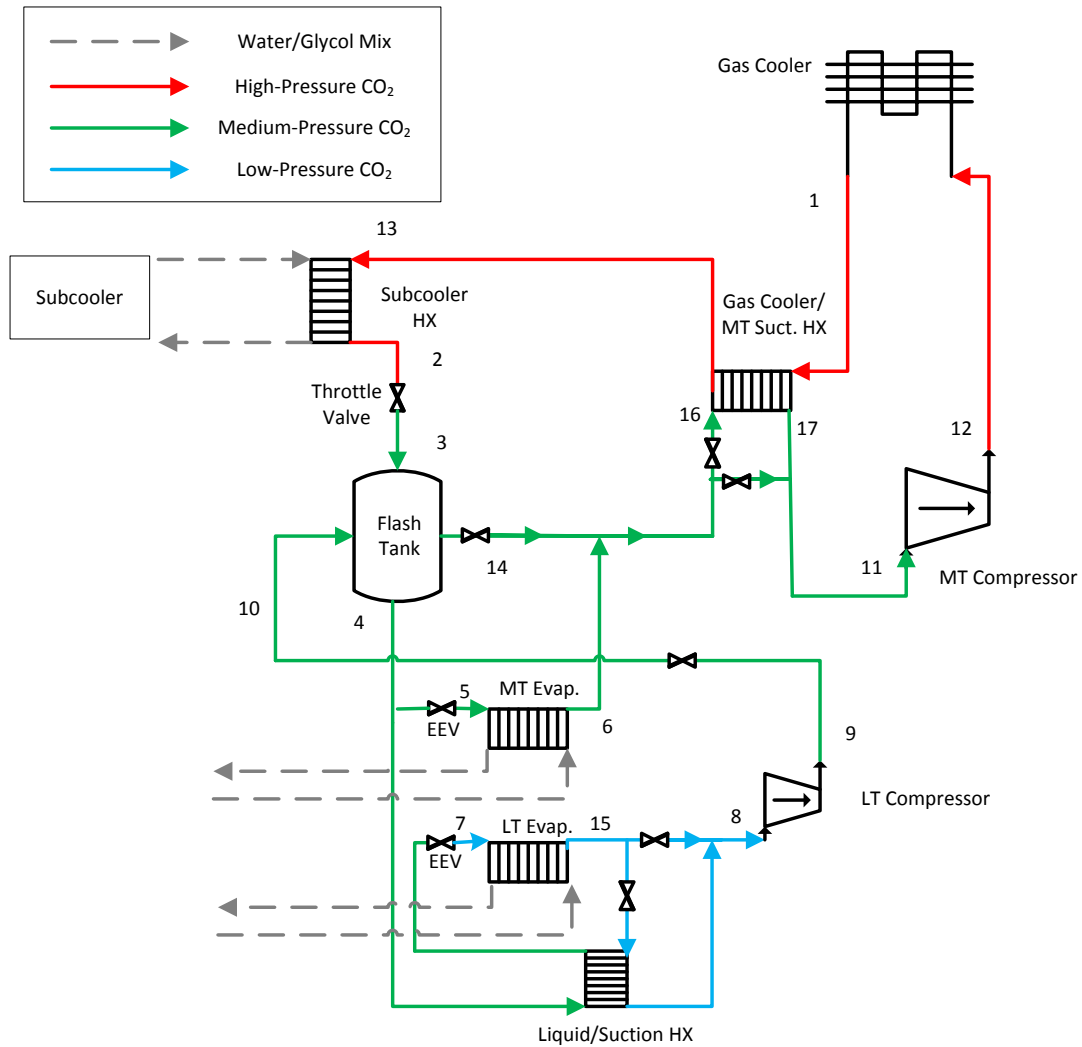 Water/Glycol Mix
High-Pressure CO₂
Medium-Pressure CO₂
Low-Pressure CO₂
Gas Cooler
1
13
Subcooler
Subcooler
HX
Gas Cooler/
MT Suct. HX
2
Throttle
Valve
16
17
12
3
Flash
Tank
14
11
MT Compressor
10
4
5
MT Evap.
EEV
6
9
LT Compressor
7
LT Evap.
15
8
EEV
Liquid/Suction HX